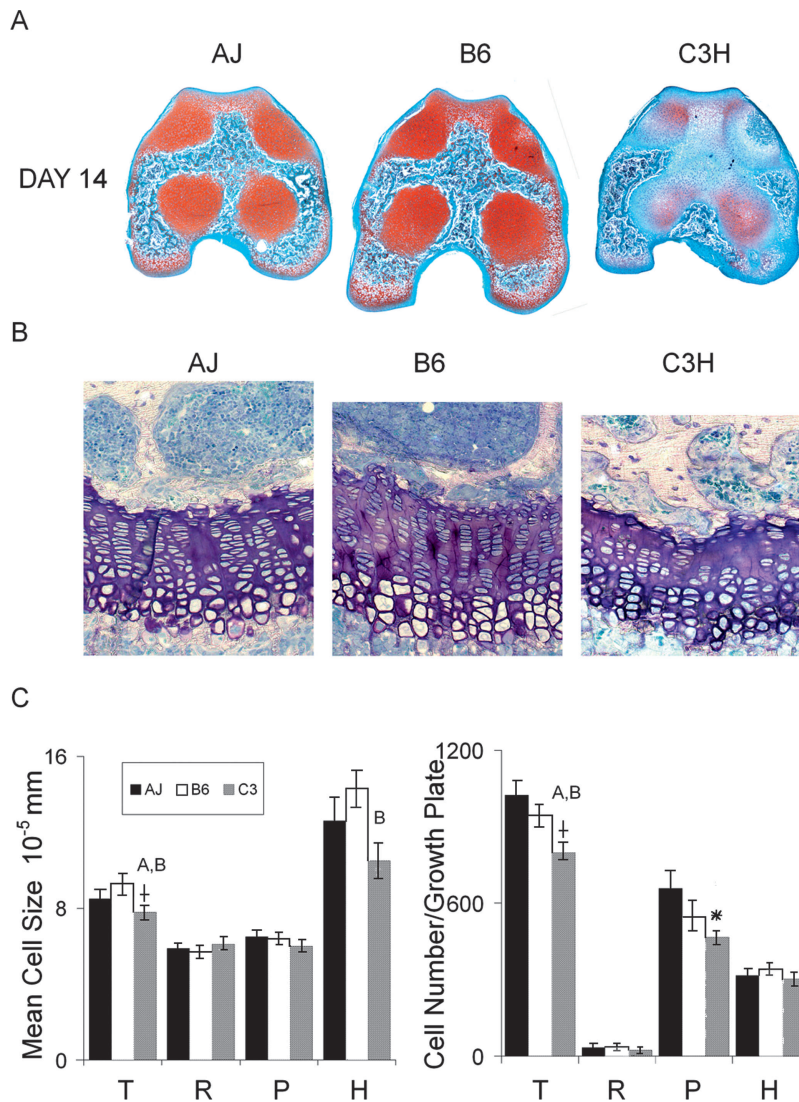 A
AJ B6 C3H
DAY 14
B
AJ B6 C3H
C
16
8
0
Mean Cell Size 10-5 mm
AJ B6 C3
A,B
‡
B
T R P H
1200
600
0
Cell Number/Growth Plate
A,B
‡
*
T R P H